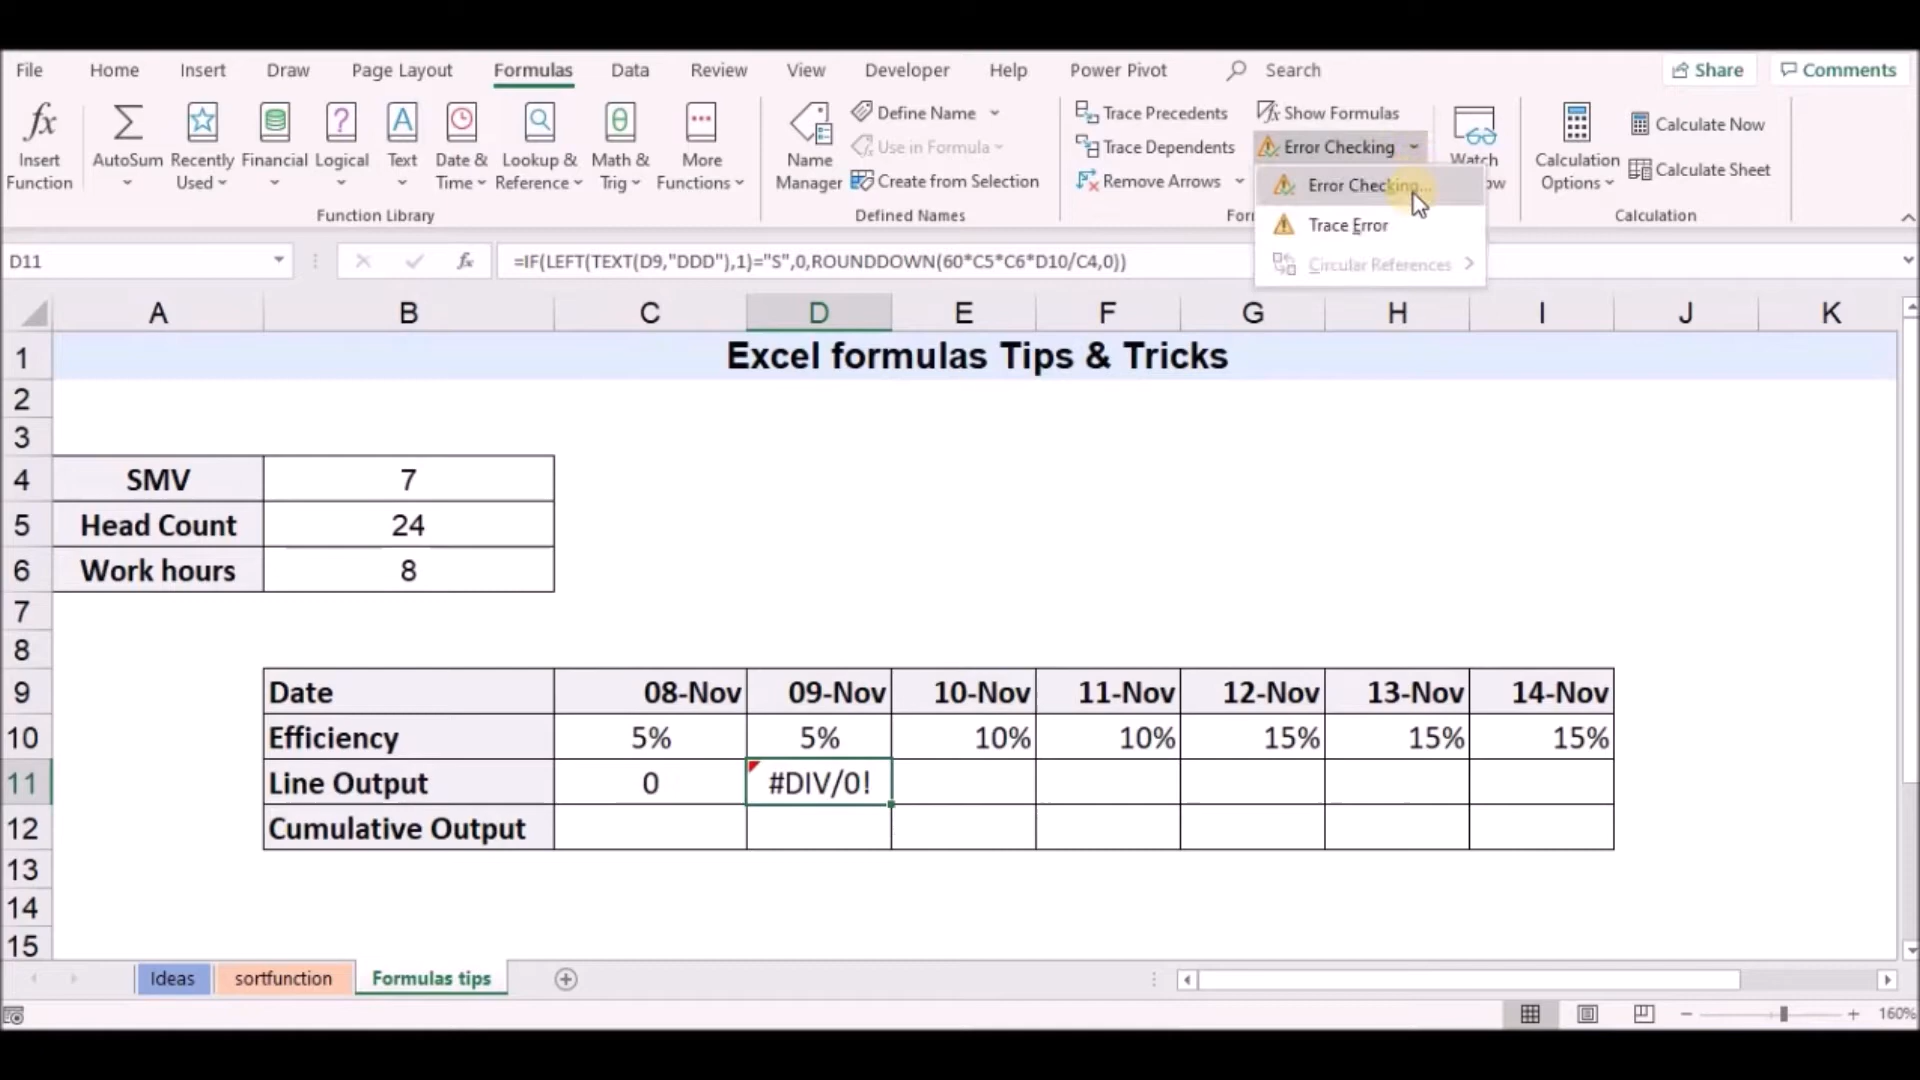 File Home Insert Draw Page Layout Formulas Data Review View Developer Help Power Pivot Search Share Comments
Insert Function
AutoSum
Recently Used
Financial
Logical
Text
Date & Time
Lookup & Reference
Math & Trig
More Functions
Function Library
Name Manager
Define Name
Use in Formula
Create from Selection
Defined Names
Trace Precedents
Trace Dependents
Remove Arrows
Show Formulas
Error Checking
Error Checking...
Trace Error
Circular References
Watch
Calculation Options
Calculate Now
Calculate Sheet
Calculation
D11 fx =IF(LEFT(TEXT(D9,"DDD"),1)="S",0,ROUNDDOWN(60*C5*C6*D10/C4,0))
A B C D E F G H I J K
1 Excel formulas Tips & Tricks
2
3
4 SMV 7
5 Head Count 24
6 Work hours 8
7
8
9 Date 08-Nov 09-Nov 10-Nov 11-Nov 12-Nov 13-Nov 14-Nov
10 Efficiency 5% 5% 10% 10% 15% 15% 15%
11 Line Output 0 #DIV/0!
12 Cumulative Output
13
14
15
Ideas sortfunction Formulas tips
160%